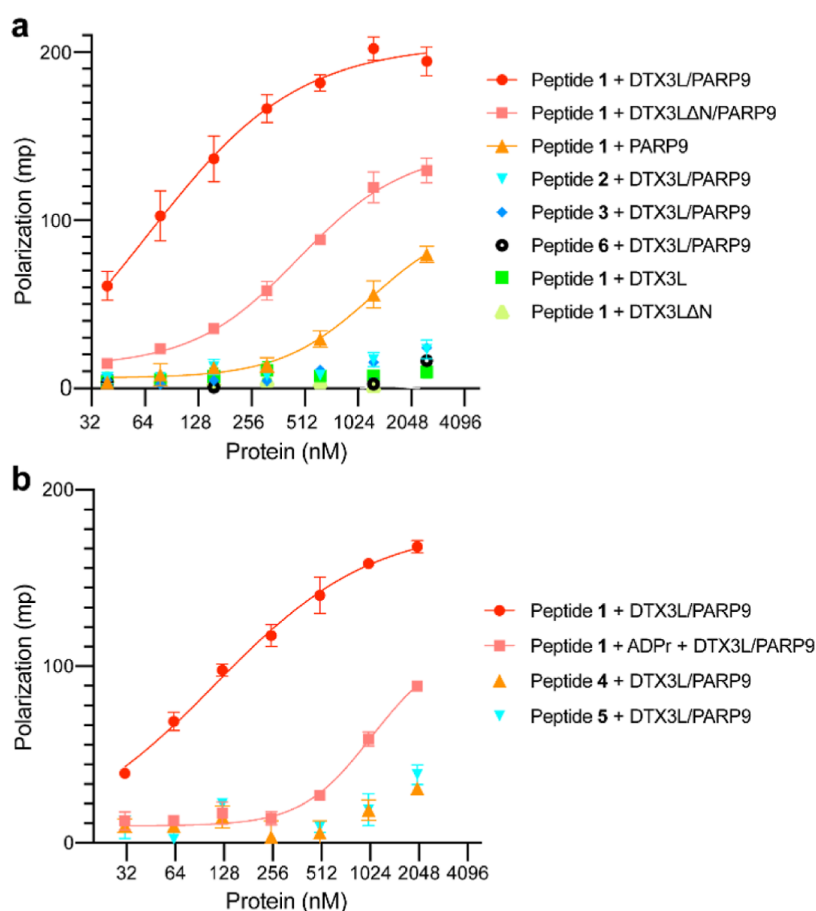 a
200
100
0
Polarization (mp)
32 64 128 256 512 1024 2048 4096
Protein (nM)
Peptide 1 + DTX3L/PARP9
Peptide 1 + DTX3LΔN/PARP9
Peptide 1 + PARP9
Peptide 2 + DTX3L/PARP9
Peptide 3 + DTX3L/PARP9
Peptide 6 + DTX3L/PARP9
Peptide 1 + DTX3L
Peptide 1 + DTX3LΔN
b
200
100
0
Polarization (mp)
32 64 128 256 512 1024 2048 4096
Protein (nM)
Peptide 1 + DTX3L/PARP9
Peptide 1 + ADPr + DTX3L/PARP9
Peptide 4 + DTX3L/PARP9
Peptide 5 + DTX3L/PARP9